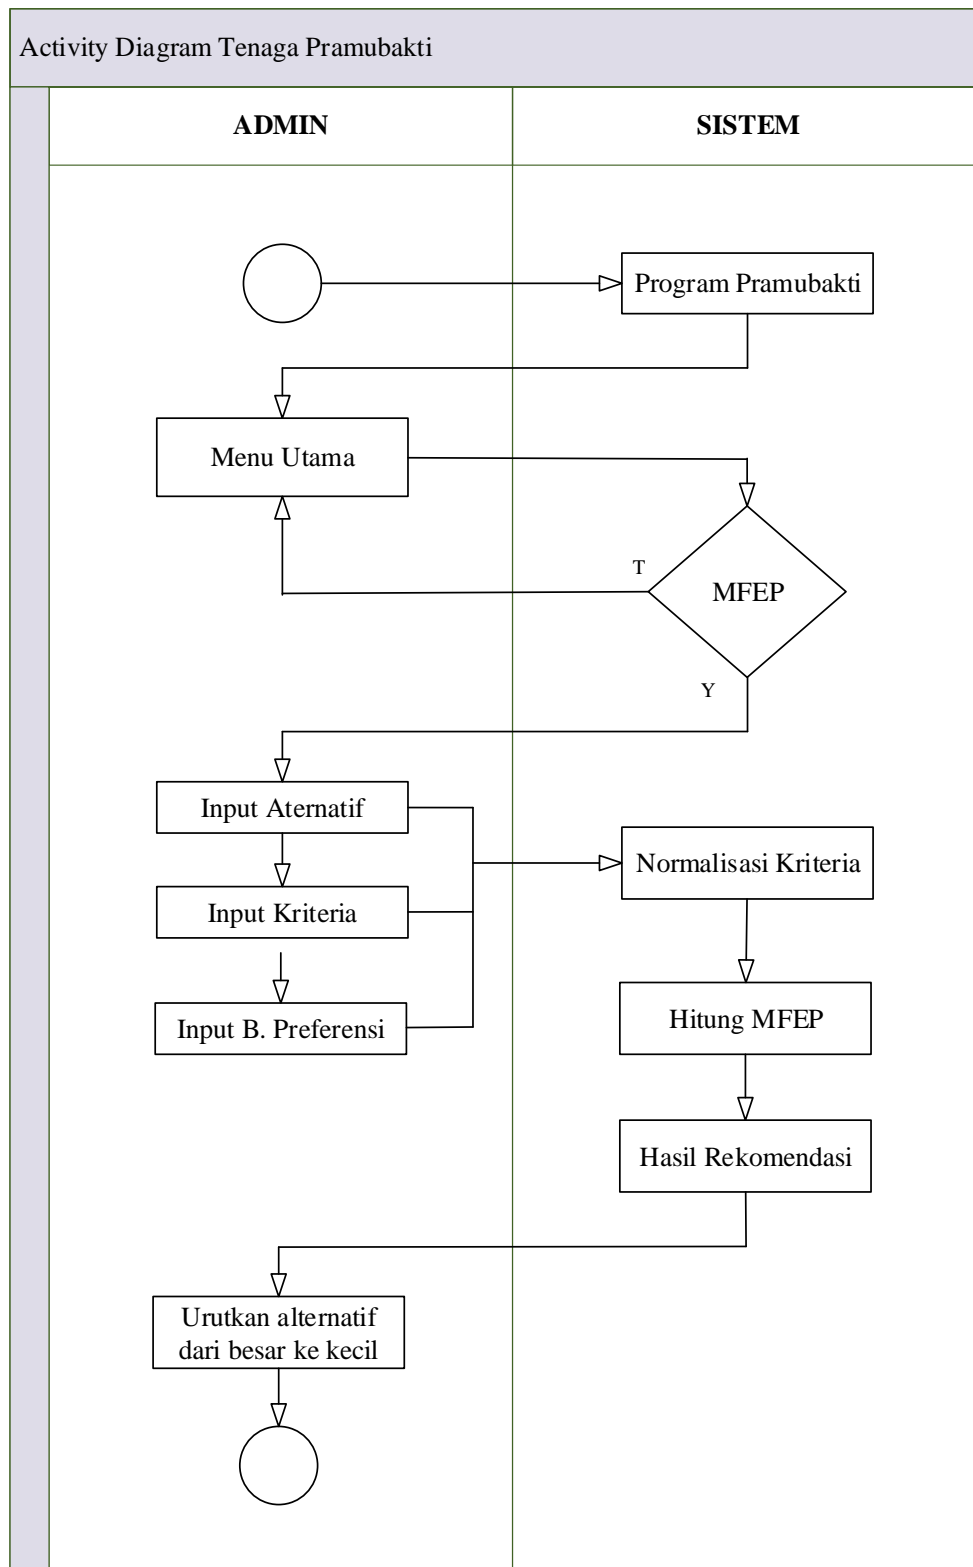 Activity Diagram Tenaga Pramubakti
ADMIN
SISTEM
Program Pramubakti
Menu Utama
T
MFEP
Y
Input Aternatif
Normalisasi Kriteria
Input Kriteria
Hitung MFEP
Input B. Preferensi
Hasil Rekomendasi
Urutkan alternatif
dari besar ke kecil